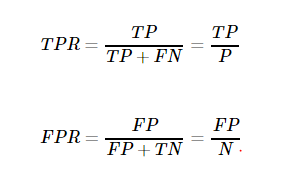 TPR = TP / (TP + FN) = TP / P
FPR = FP / (FP + TN) = FP / N.